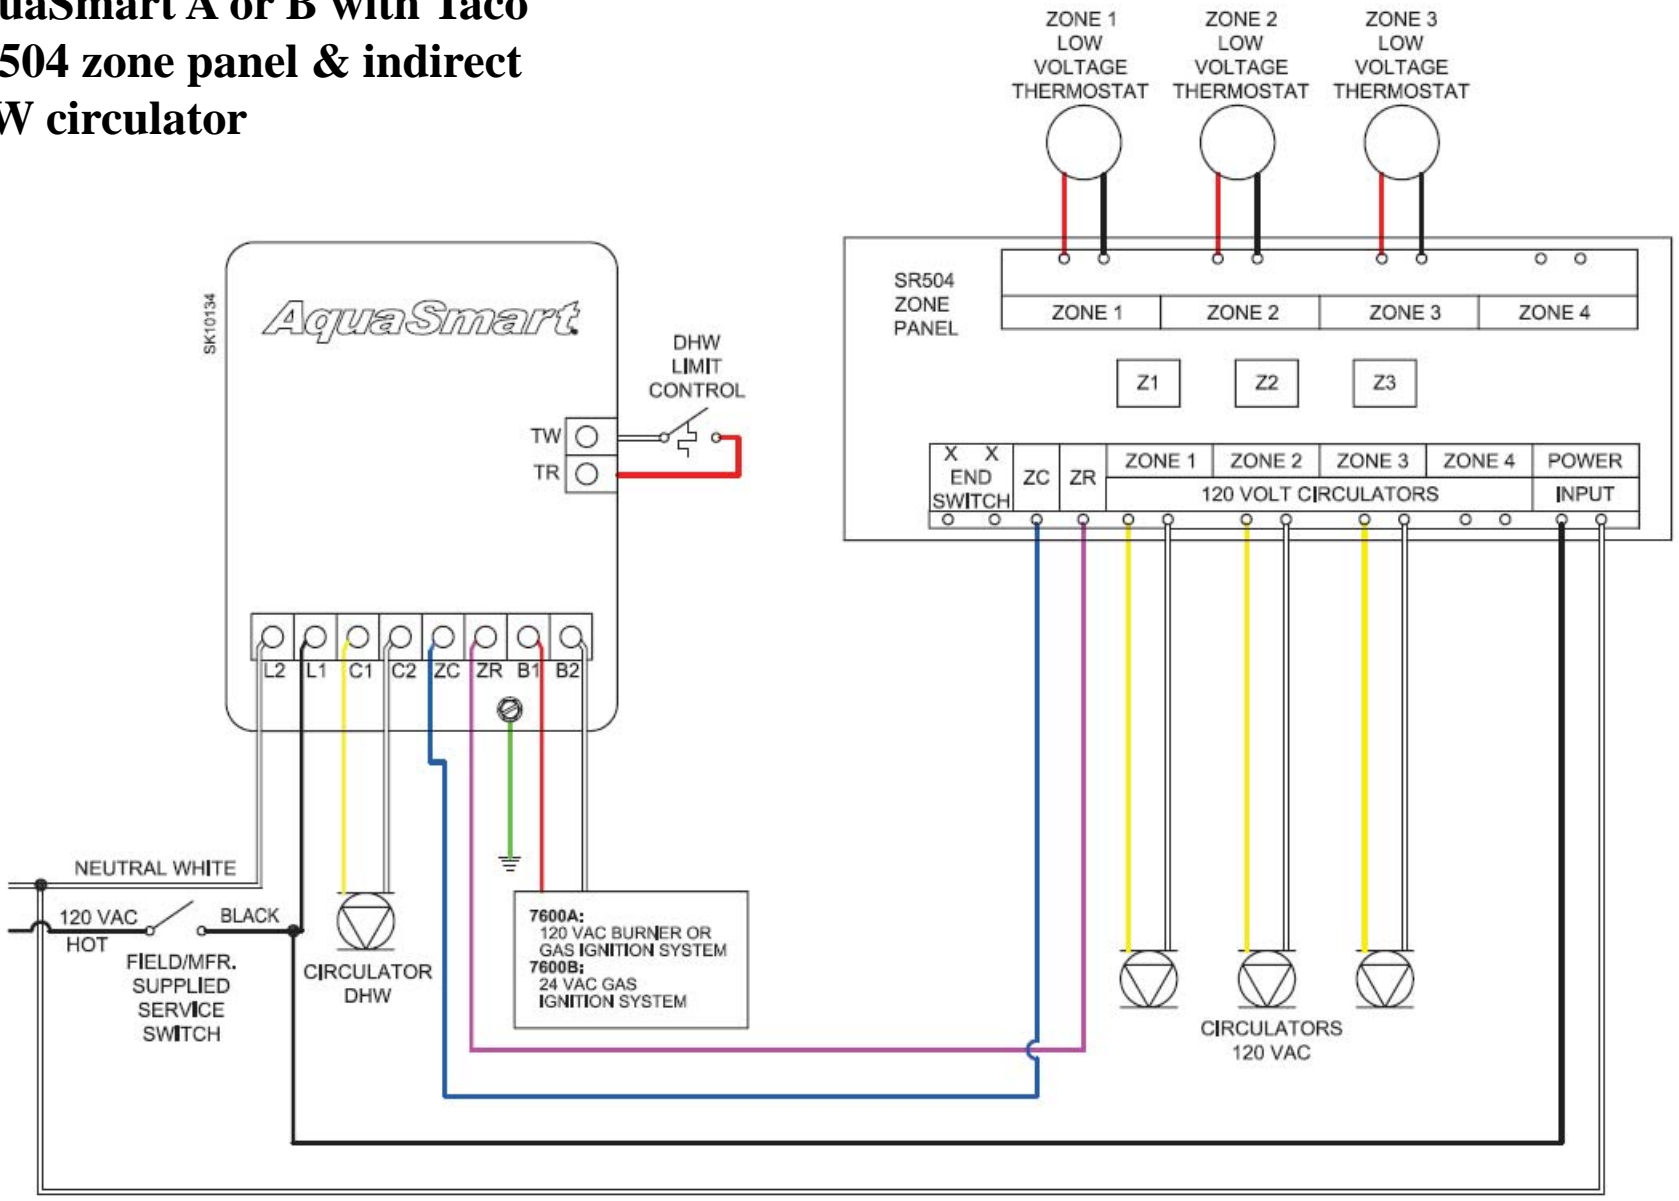 uaSmart A or B with Taco
504 zone panel & indirect
W circulator
ZONE 1
LOW
VOLTAGE
THERMOSTAT
ZONE 2
LOW
VOLTAGE
THERMOSTAT
ZONE 3
LOW
VOLTAGE
THERMOSTAT
SR504
ZONE
PANEL
ZONE 1
ZONE 2
ZONE 3
ZONE 4
Z1
Z2
Z3
X X
END
SWITCH
ZC
ZR
ZONE 1
ZONE 2
ZONE 3
ZONE 4
120 VOLT CIRCULATORS
POWER
INPUT
SK10134
AquaSmart
DHW
LIMIT
CONTROL
TW
TR
L2
L1
C1
C2
ZC
ZR
B1
B2
NEUTRAL WHITE
120 VAC
HOT
BLACK
FIELD/MFR.
SUPPLIED
SERVICE
SWITCH
CIRCULATOR
DHW
7600A:
120 VAC BURNER OR
GAS IGNITION SYSTEM
7600B:
24 VAC GAS
IGNITION SYSTEM
CIRCULATORS
120 VAC